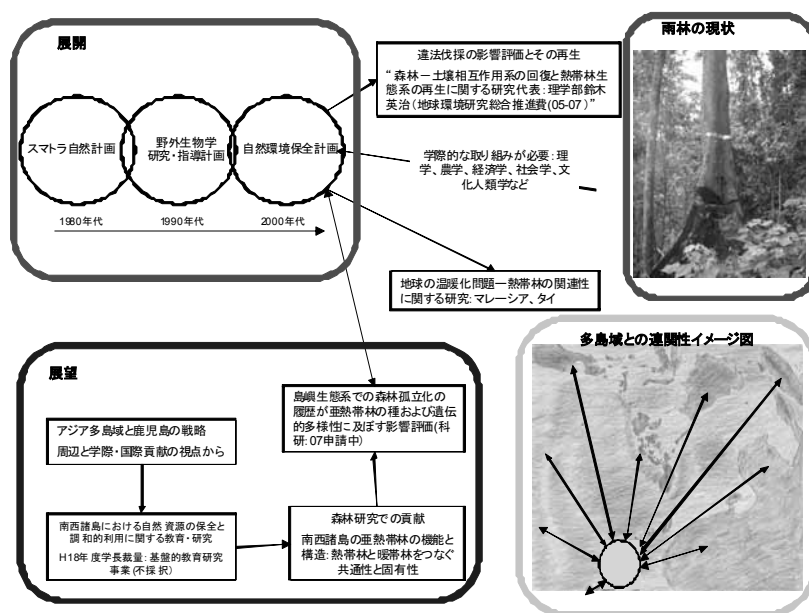 展開
スマトラ自然計画
野外生物学
研究・指導計画
自然環境保全計画
1980年代
1990年代
2000年代
違法伐採の影響評価とその再生
“森林－土壌相互作用系の回復と熱帯林生
態系の再生に関する研究代表：理学部鈴木
英治（地球環境研究総合推進費(05-07)”
学際的な取り組みが必要：理
学、農学、経済学、社会学、文
化人類学など
地球の温暖化問題－熱帯林の関連性
に関する研究：マレーシア、タイ
雨林の現状
展望
アジア多島域と鹿児島の戦略
周辺と学際・国際貢献の視点から
南西諸島における自然資源の保全と
調和的利用に関する教育・研究
H18年度学長裁量：基盤的教育研究
事業(不採択)
島嶼生態系での森林孤立化の
履歴が亜熱帯林の種および遺伝
的多様性に及ぼす影響評価(科
研：07申請中)
森林研究での貢献
南西諸島の亜熱帯林の機能と
構造：熱帯林と暖帯林をつなぐ
共通性と固有性
多島域との連関性イメージ図